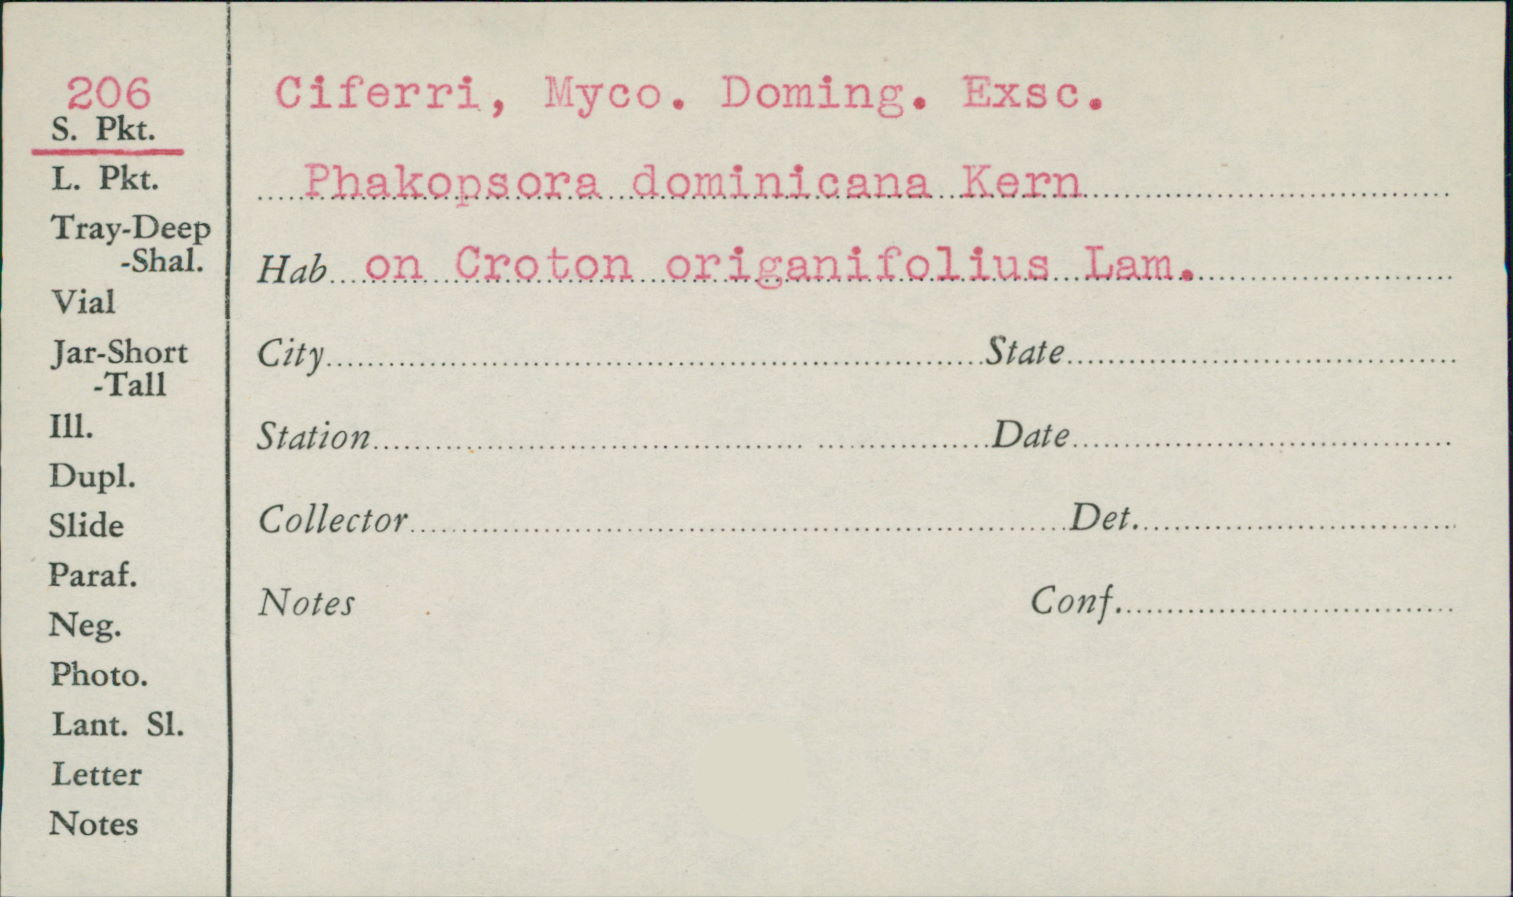 206
S. Pkt.
L. Pkt.
Tray-Deep
-Shal.
Vial
Jar-Short
-Tall
Ill.
Dupl.
Slide
Paraf.
Neg.
Photo.
Lant. Sl.
Letter
Notes
Ciferri, Myco. Doming. Exsc.
Phakopsora dominicana Kern
Hab on Croton origanifolius Lam.
City State
Station Date
Collector Det.
Notes Conf.